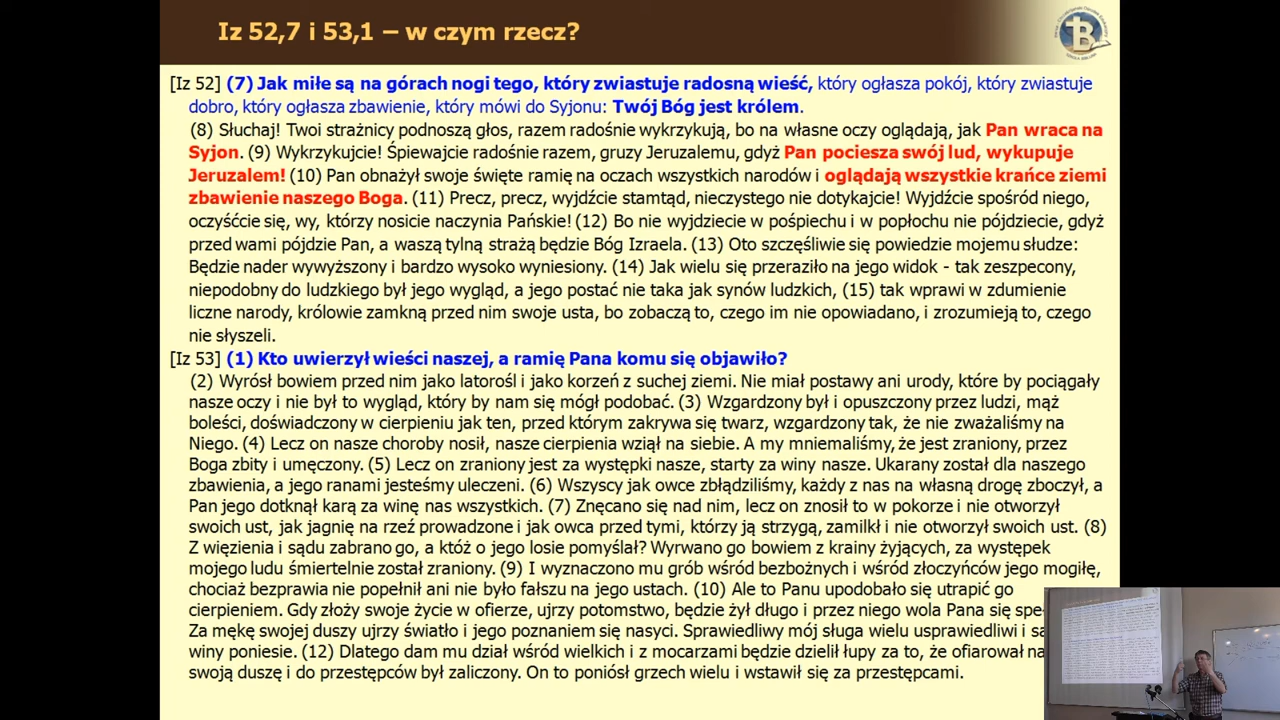 Iz 52,7 i 53,1 – w czym rzecz?
[Iz 52] (7) Jak miłe są na górach nogi tego, który zwiastuje radosną wieść, który ogłasza pokój, który zwiastuje
dobro, który ogłasza zbawienie, który mówi do Syjonu: Twój Bóg jest królem.
(8) Słuchaj! Twoi strażnicy podnoszą głos, razem radośnie wykrzykują, bo na własne oczy oglądają, jak Pan wraca na
Syjon. (9) Wykrzykujcie! Śpiewajcie radośnie razem, gruzy Jeruzalemu, gdyż Pan pociesza swój lud, wykupuje
Jeruzalem! (10) Pan obnażył swoje święte ramię na oczach wszystkich narodów i oglądają wszystkie krańce ziemi
zbawienie naszego Boga. (11) Precz, precz, wyjdźcie stamtąd, nieczystego nie dotykajcie! Wyjdźcie spośród niego,
oczyśćcie się, wy, którzy nosicie naczynia Pańskie! (12) Bo nie wyjdziecie w pośpiechu i w popłochu nie pójdziecie, gdyż
przed wami pójdzie Pan, a waszą tylną strażą będzie Bóg Izraela. (13) Oto szczęśliwie się powiedzie mojemu słudze:
Będzie nader wywyższony i bardzo wysoko wyniesiony. (14) Jak wielu się przeraziło na jego widok - tak zeszpecony,
niepodobny do ludzkiego był jego wygląd, a jego postać nie taka jak synów ludzkich, (15) tak wprawi w zdumienie
liczne narody, królowie zamkną przed nim swoje usta, bo zobaczą to, czego im nie opowiadano, i zrozumieją to, czego
nie słyszeli.
[Iz 53] (1) Kto uwierzył wieści naszej, a ramię Pana komu się objawiło?
(2) Wyrósł bowiem przed nim jako latorośl i jako korzeń z suchej ziemi. Nie miał postawy ani urody, które by pociągały
nasze oczy i nie był to wygląd, który by nam się mógł podobać. (3) Wzgardzony był i opuszczony przez ludzi, mąż
boleści, doświadczony w cierpieniu jak ten, przed którym zakrywa się twarz, wzgardzony tak, że nie zważaliśmy na
Niego. (4) Lecz on nasze choroby nosił, nasze cierpienia wziął na siebie. A my mniemaliśmy, że jest zraniony, przez
Boga zbity i umęczony. (5) Lecz on zraniony jest za występki nasze, starty za winy nasze. Ukarany został dla naszego
zbawienia, a jego ranami jesteśmy uleczeni. (6) Wszyscy jak owce zbłądziliśmy, każdy z nas na własną drogę zboczył, a
Pan jego dotknął karą za winę nas wszystkich. (7) Znęcano się nad nim, lecz on znosił to w pokorze i nie otworzył
swoich ust, jak jagnię na rzeź prowadzone i jak owca przed tymi, którzy ją strzygą, zamilkł i nie otworzył swoich ust. (8)
Z więzienia i sądu zabrano go, a któż o jego losie pomyślał? Wyrwano go bowiem z krainy żyjących, za występek
mojego ludu śmiertelnie został zraniony. (9) I wyznaczono mu grób wśród bezbożnych i wśród złoczyńców jego mogiłę,
chociaż bezprawia nie popełnił ani nie było fałszu na jego ustach. (10) Ale to Panu upodobało się utrapić go
cierpieniem. Gdy złoży swoje życie w ofierze, ujrzy potomstwo, będzie żył długo i przez niego wola Pana się
Za mękę swojej duszy ujrzy światło i jego poznaniem się nasyci. Sprawiedliwy mój sługa wielu usprawiedliwi i
winy poniesie. (12) Dlatego dam mu dział wśród wielkich i z mocarzami będzie dzielił łupy za to, że ofiarował
swoją duszę i do przestępców był zaliczony. On to poniósł grzech wielu i wstawił się za przestępcami.